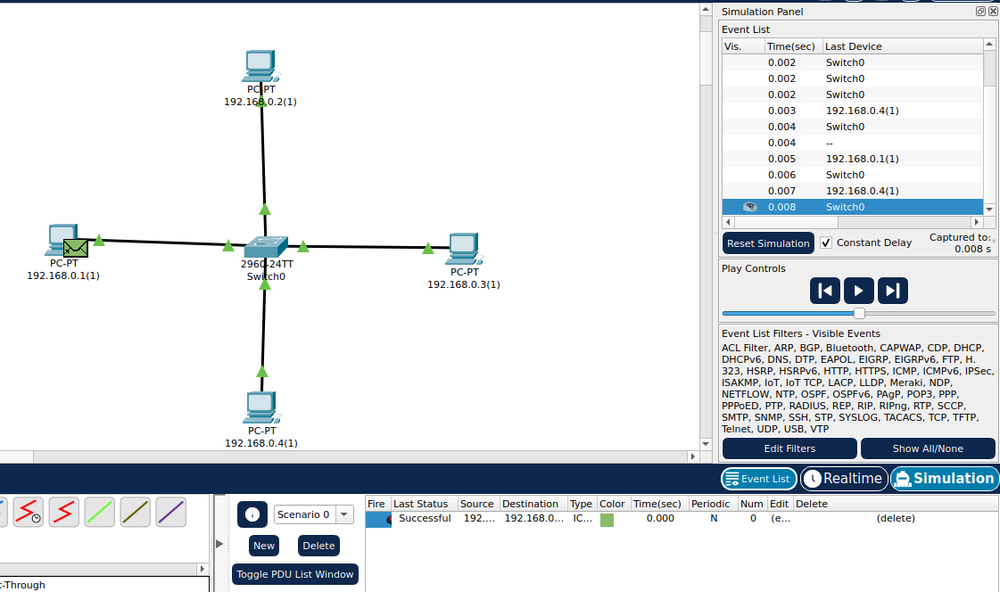 PC-PT
192.168.0.2(1)
PC-PT
192.168.0.1(1)
2960-24TT
Switch0
PC-PT
192.168.0.3(1)
PC-PT
192.168.0.4(1)
Simulation Panel
Event List
Vis. Time(sec) Last Device
0.002 Switch0
0.002 Switch0
0.002 Switch0
0.003 192.168.0.4(1)
0.004 Switch0
0.004 --
0.005 192.168.0.1(1)
0.006 Switch0
0.007 192.168.0.4(1)
0.008 Switch0
Reset Simulation Constant Delay Captured to:
0.008 s
Play Controls
Event List Filters - Visible Events
ACL Filter, ARP, BGP, Bluetooth, CAPWAP, CDP, DHCP,
DHCPv6, DNS, DTP, EAPOL, EIGRP, EIGRPv6, FTP, H.
323, HSRP, HSRPv6, HTTP, HTTPS, ICMP, ICMPv6, IPSec,
ISAKMP, IoT, IoT TCP, LACP, LLDP, Meraki, NDP,
NETFLOW, NTP, OSPF, OSPFv6, PAgP, POP3, PPP,
PPPoED, PTP, RADIUS, REP, RIP, RIPng, RTP, SCCP,
SMTP, SNMP, SSH, STP, SYSLOG, TACACS, TCP, TFTP,
Telnet, UDP, USB, VTP
Edit Filters Show All/None
Event List Realtime Simulation
Scenario 0
New Delete
Toggle PDU List Window
Fire Last Status Source Destination Type Color Time(sec) Periodic Num Edit Delete
Successful 192.... 192.168.0... IC... 0.000 N 0 (e... (delete)
t-Through